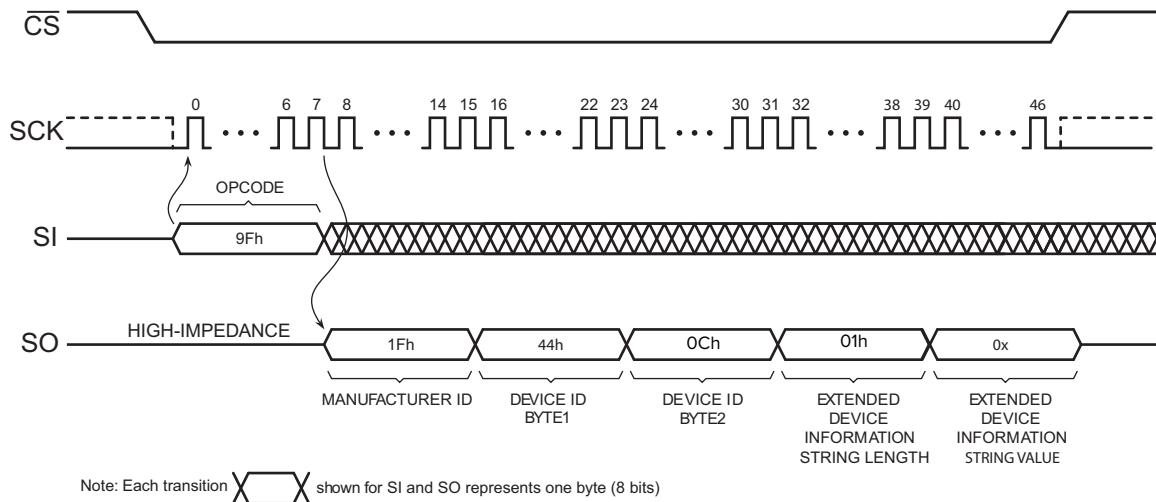 CS
0 6 7 8 14 15 16 22 23 24 30 31 32 38 39 40 46
SCK
OPCODE
SI
9Fh
HIGH-IMPEDANCE
SO
1Fh 44h 0Ch 01h 0x
MANUFACTURER ID
DEVICE ID
BYTE1
DEVICE ID
BYTE2
EXTENDED
DEVICE
INFORMATION
STRING LENGTH
EXTENDED
DEVICE
INFORMATION
STRING VALUE
Note: Each transition shown for SI and SO represents one byte (8 bits)